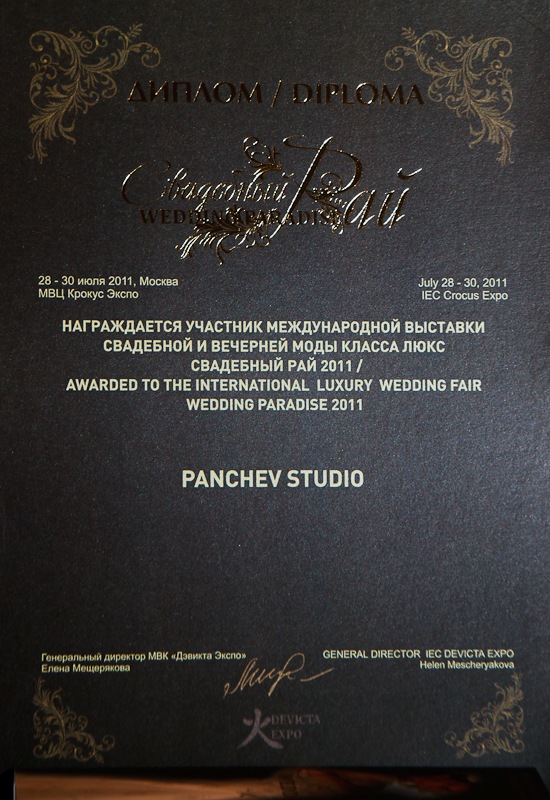 ДИПЛОМ / DIPLOMA
Свадебный Рай
WEDDING PARADISE
28 - 30 июля 2011, Москва
МВЦ Крокус Экспо
July 28 - 30, 2011
IEC Crocus Expo
НАГРАЖДАЕТСЯ УЧАСТНИК МЕЖДУНАРОДНОЙ ВЫСТАВКИ
СВАДЕБНОЙ И ВЕЧЕРНЕЙ МОДЫ КЛАССА ЛЮКС
СВАДЕБНЫЙ РАЙ 2011 /
AWARDED TO THE INTERNATIONAL LUXURY WEDDING FAIR
WEDDING PARADISE 2011
PANCHEV STUDIO
Генеральный директор МВК «Дэвикта Экспо»
Елена Мещерякова
GENERAL DIRECTOR IEC DEVICTA EXPO
Helen Mescheryakova
DEVICTA
EXPO